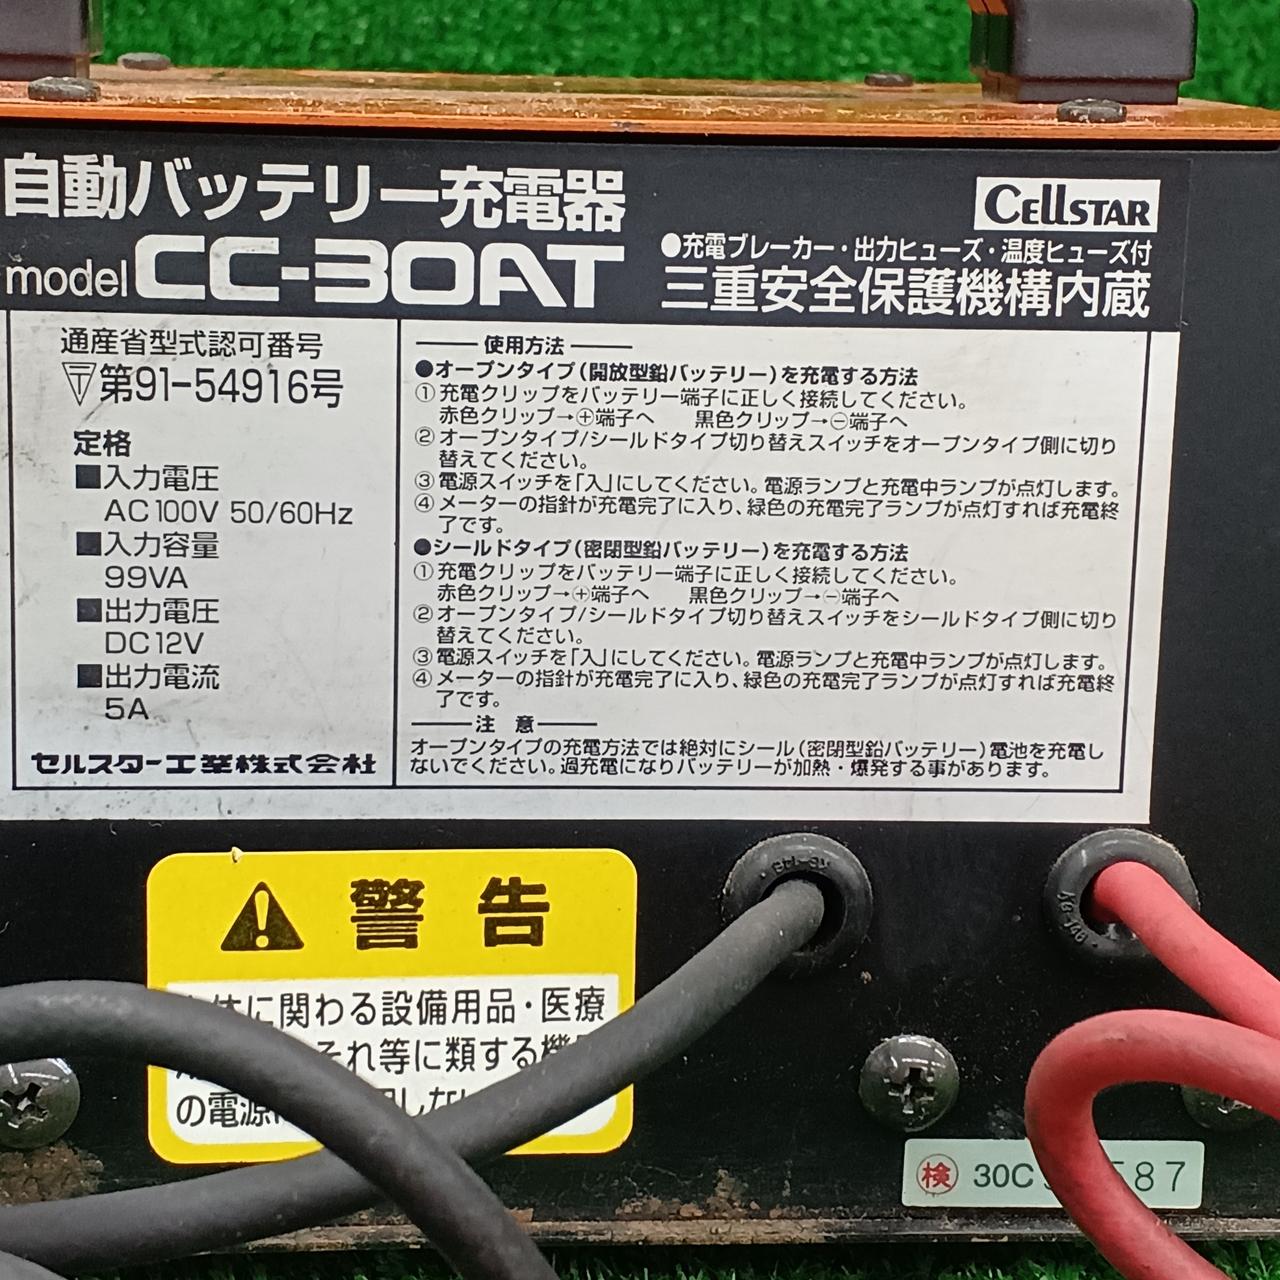 自動バッテリー充電器
CELLSTAR
model CC-30AT
●充電ブレーカー・出力ヒューズ・温度ヒューズ付
三重安全保護機構内蔵
通産省型式認可番号
第91-54916号
定格
■入力電圧
AC100V 50/60Hz
■入力容量
99VA
■出力電圧
DC12V
■出力電流
5A
セルスター工業株式会社
使用方法
●オープンタイプ(開放型鉛バッテリー)を充電する方法
①充電クリップをバッテリー端子に正しく接続してください。
赤色クリップ→⊕端子へ 黒色クリップ→⊖端子へ
②オープンタイプ/シールドタイプ切り替えスイッチをオープンタイプ側に切り
替えてください。
③電源スイッチを「入」にしてください。電源ランプと充電中ランプが点灯します。
④メーターの指針が充電完了に入り、緑色の充電完了ランプが点灯すれば充電終
了です。
●シールドタイプ(密閉型鉛バッテリー)を充電する方法
①充電クリップをバッテリー端子に正しく接続してください。
赤色クリップ→⊕端子へ 黒色クリップ→⊖端子へ
②オープンタイプ/シールドタイプ切り替えスイッチをシールドタイプ側に切り
替えてください。
③電源スイッチを「入」にしてください。電源ランプと充電中ランプが点灯します。
④メーターの指針が充電完了に入り、緑色の充電完了ランプが点灯すれば充電終
了です。
注 意
オープンタイプの充電方法では絶対にシール(密閉型鉛バッテリー)電池を充電し
ないでください。過充電になりバッテリーが加熱・爆発する事があります。
警 告
に関わる設備用品・医療
それ等に類する
の電源
検 30C 87